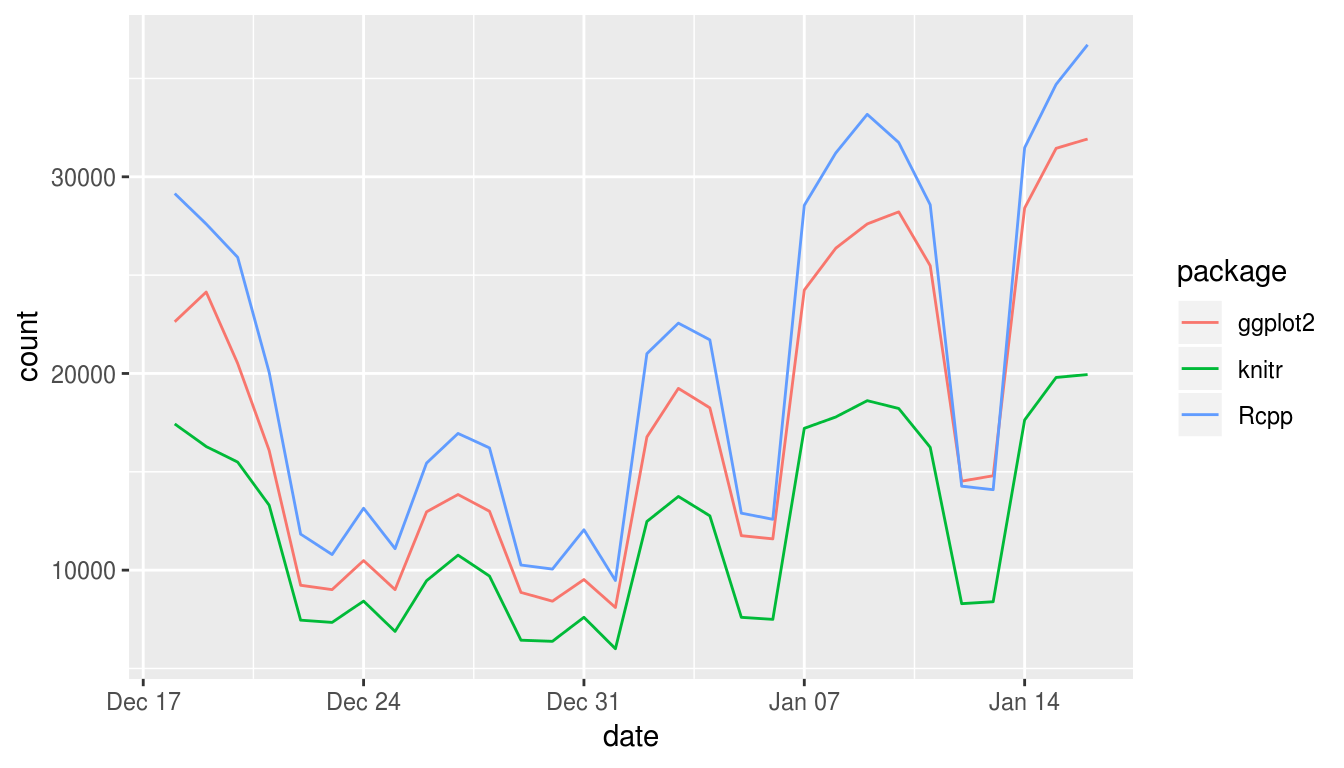 30000
20000
10000
count
Dec 17
Dec 24
Dec 31
Jan 07
Jan 14
date
package
ggplot2
knitr
Rcpp